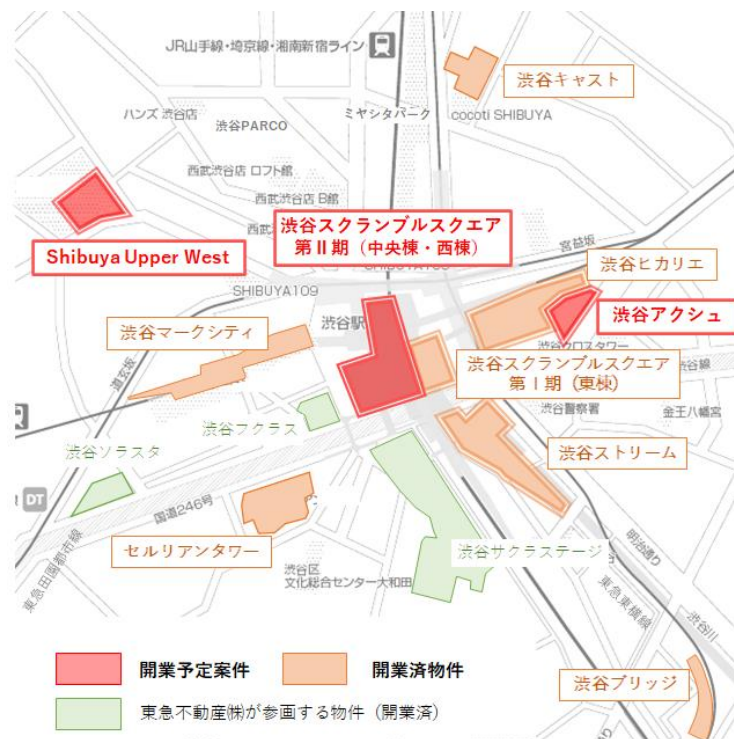 JR山手線・埼京線・湘南新宿ライン
渋谷キャスト
ハンズ 渋谷店
渋谷PARCO
ミヤシタパーク
cocoti SHIBUYA
西武渋谷店 ロフト館
西武渋谷店 B館
西武渋
渋谷スクランブルスクエア
第Ⅱ期（中央棟・西棟）
宮益坂
Shibuya Upper West
渋谷ヒカリエ
SHIBUYA109
渋谷アクシュ
渋谷マークシティ
渋谷駅
渋谷クロスタワー
渋谷スクランブルスクエア
第Ⅰ期（東棟）
渋谷線
道玄坂
渋谷警察署
金王八幡宮
渋谷フクラス
渋谷ソラスタ
渋谷ストリーム
DT
国道246号
セルリアンタワー
渋谷サクラステージ
明治通り
渋谷区
文化総合センター大和田
東急田園都市線
東急東横線
渋谷川
渋谷ブリッジ
開業予定案件
開業済物件
東急不動産㈱が参画する物件（開業済）